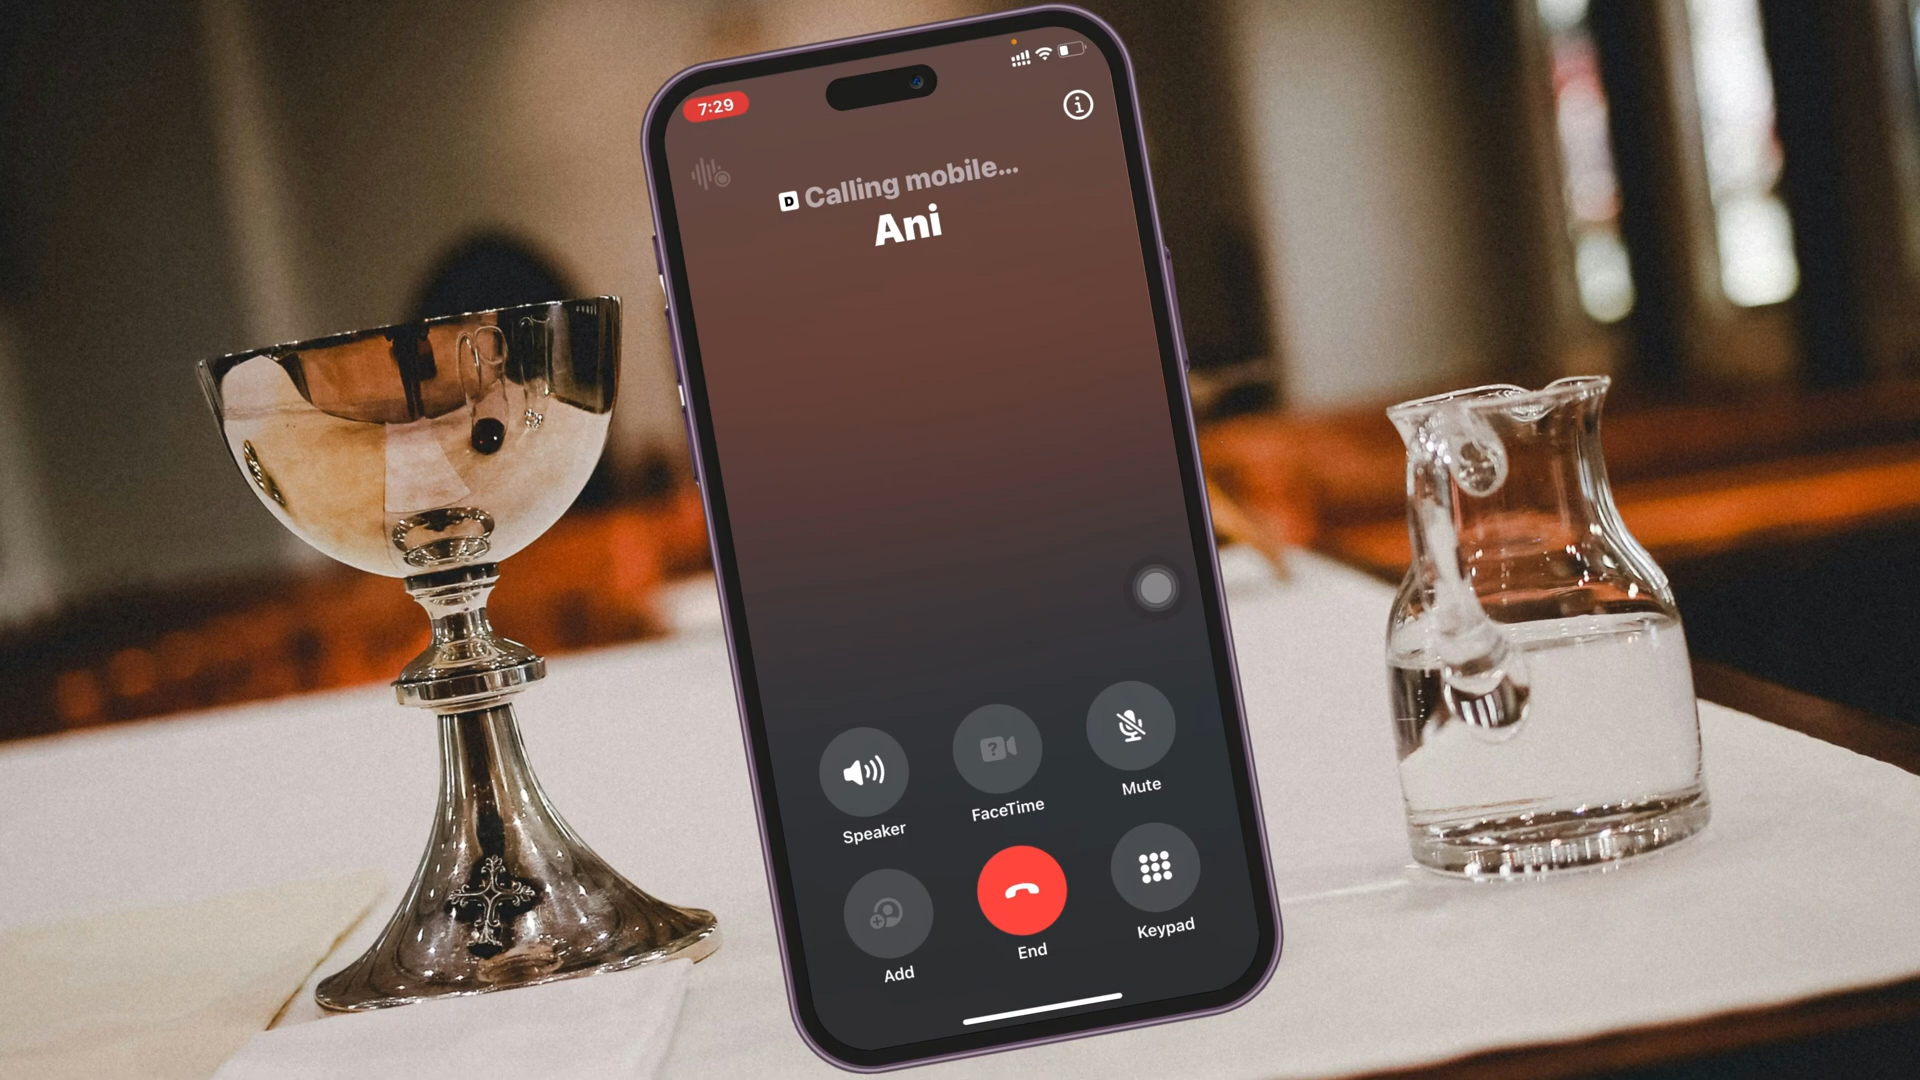 7:29
D Calling mobile...
Ani
Speaker
FaceTime
Mute
Add
End
Keypad